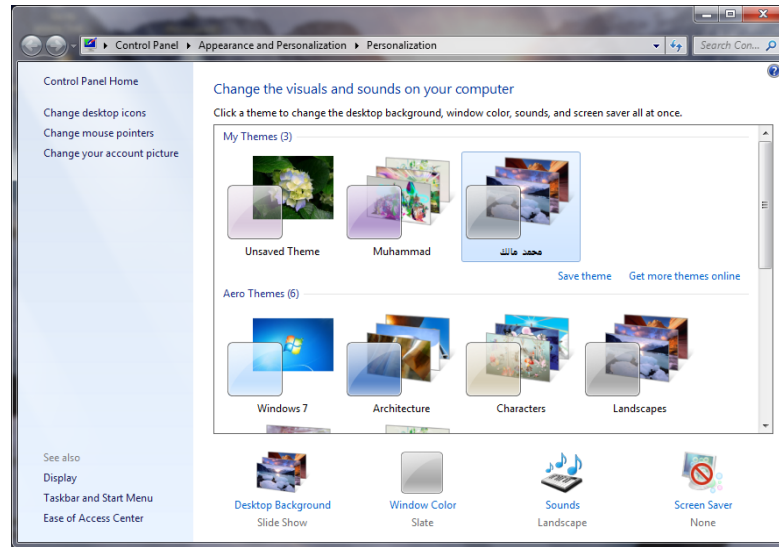 Control Panel ▸ Appearance and Personalization ▸ Personalization
Search Con...
Control Panel Home
Change desktop icons
Change mouse pointers
Change your account picture
Change the visuals and sounds on your computer
Click a theme to change the desktop background, window color, sounds, and screen saver all at once.
My Themes (3)
Unsaved Theme
Muhammad
محمد مالك
Save theme
Get more themes online
Aero Themes (6)
Windows 7
Architecture
Characters
Landscapes
See also
Display
Taskbar and Start Menu
Ease of Access Center
Desktop Background
Slide Show
Window Color
Slate
Sounds
Landscape
Screen Saver
None